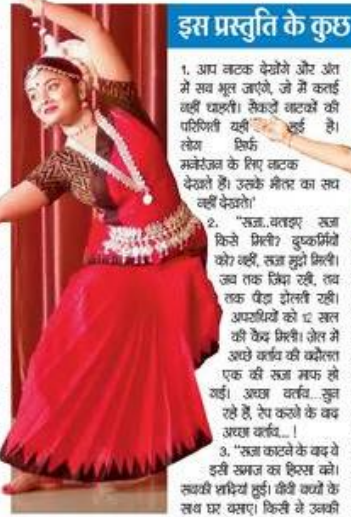 इस प्रस्तुति के कुछ
1. आप नाटक देखेंगे और अंत
में सब भूल जाएंगे, जो मैं कतई
नहीं चाहती। सैकड़ों नाटकों की
परिणिती यही हुई है।
लोग सिर्फ
मनोरंजन के लिए नाटक
देखते हैं। उसके भीतर का सच
नहीं देखते।'
2. "सजा..बताइए सजा
किसे मिली? दुष्कर्मियों
को? नहीं, सजा मुझे मिली।
जब तक जिंदा रही, तब
तक पीड़ा झेलती रही।
अपराधियों को 12 साल
की कैद मिली। जेल में
अच्छे बर्ताव की बदौलत
एक की सजा माफ हो
गई। अच्छा बर्ताव...सुन
रहे हैं, रेप करने के बाद
अच्छा बर्ताव...!
3. "सजा काटने के बाद वे
इसी समाज का हिस्सा बने।
सबकी शादियां हुई। बीवी बच्चों के
साथ घर बसाए। किसी ने उनकी